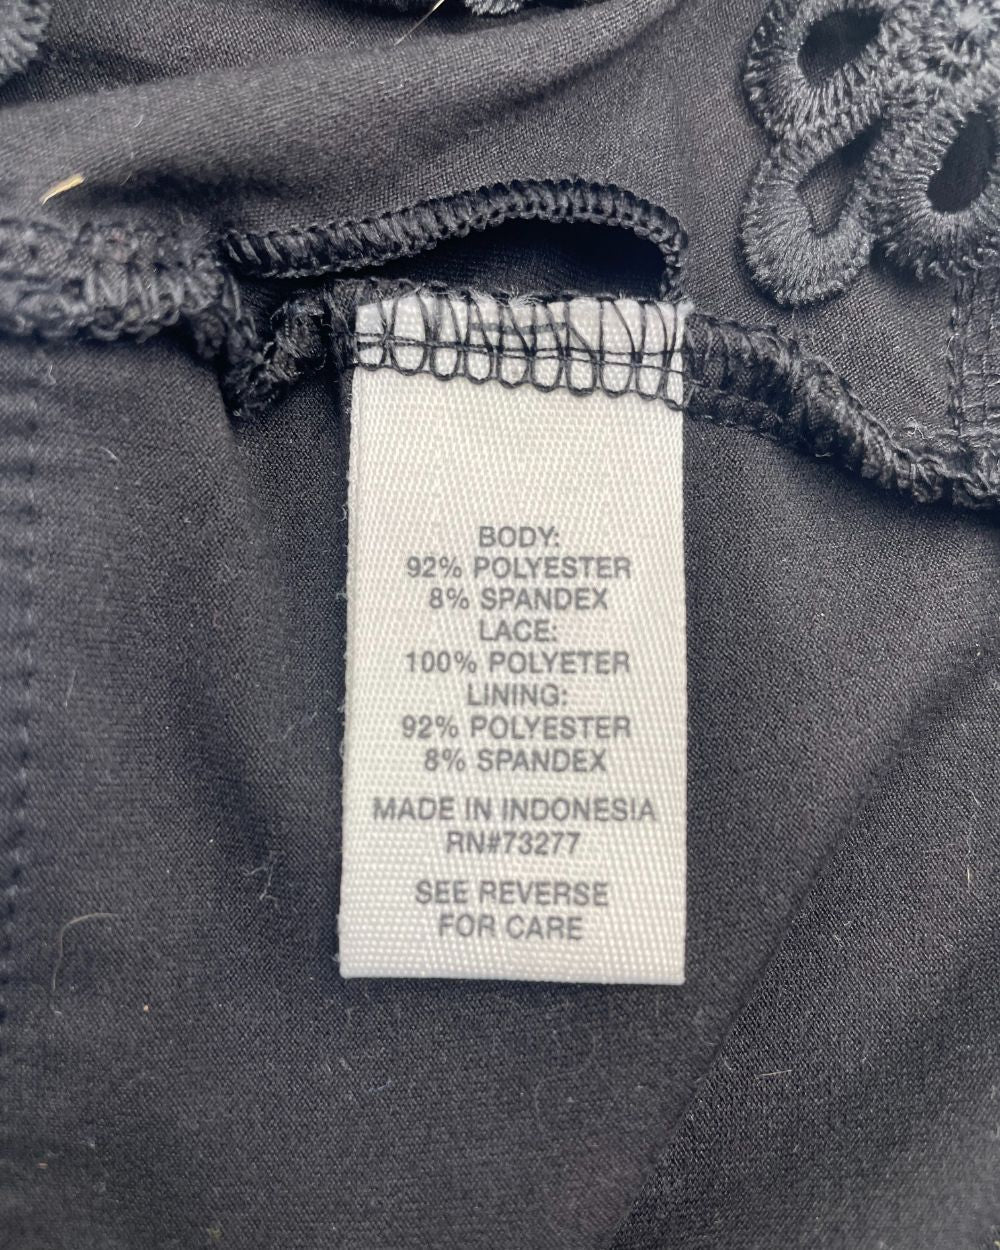 BODY:
92% POLYESTER
8% SPANDEX
LACE:
100% POLYETER
LINING:
92% POLYESTER
8% SPANDEX
MADE IN INDONESIA
RN#73277
SEE REVERSE
FOR CARE